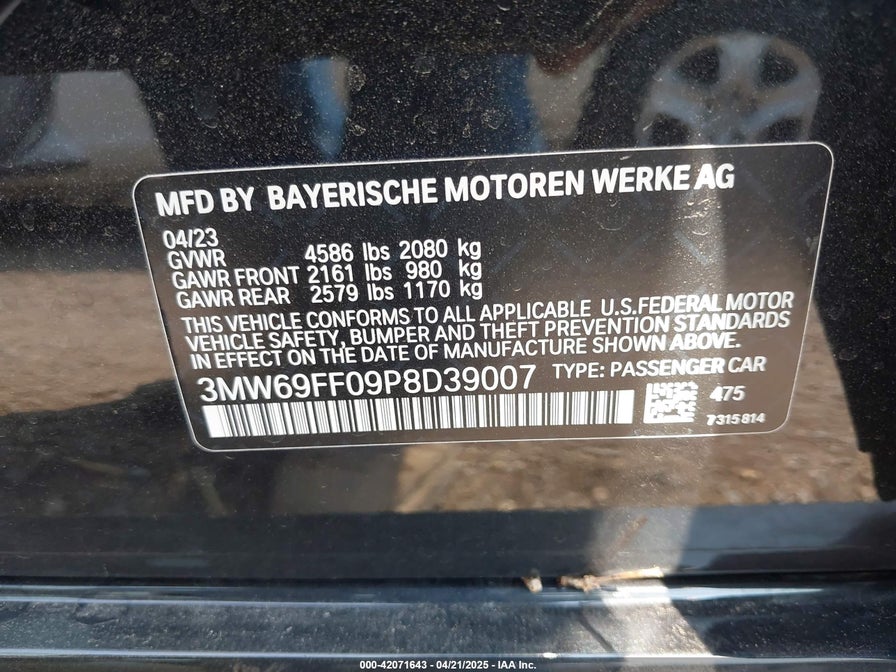 MFD BY BAYERISCHE MOTOREN WERKE AG
04/23
GVWR 4586 lbs 2080 kg
GAWR FRONT 2161 lbs 980 kg
GAWR REAR 2579 lbs 1170 kg
THIS VEHICLE CONFORMS TO ALL APPLICABLE U.S.FEDERAL MOTOR
VEHICLE SAFETY, BUMPER AND THEFT PREVENTION STANDARDS
IN EFFECT ON THE DATE OF MANUFACTURE SHOWN ABOVE.
3MW69FF09P8D39007 TYPE: PASSENGER CAR
475
7315814
000-42071643 - 04/21/2025 - IAA Inc.